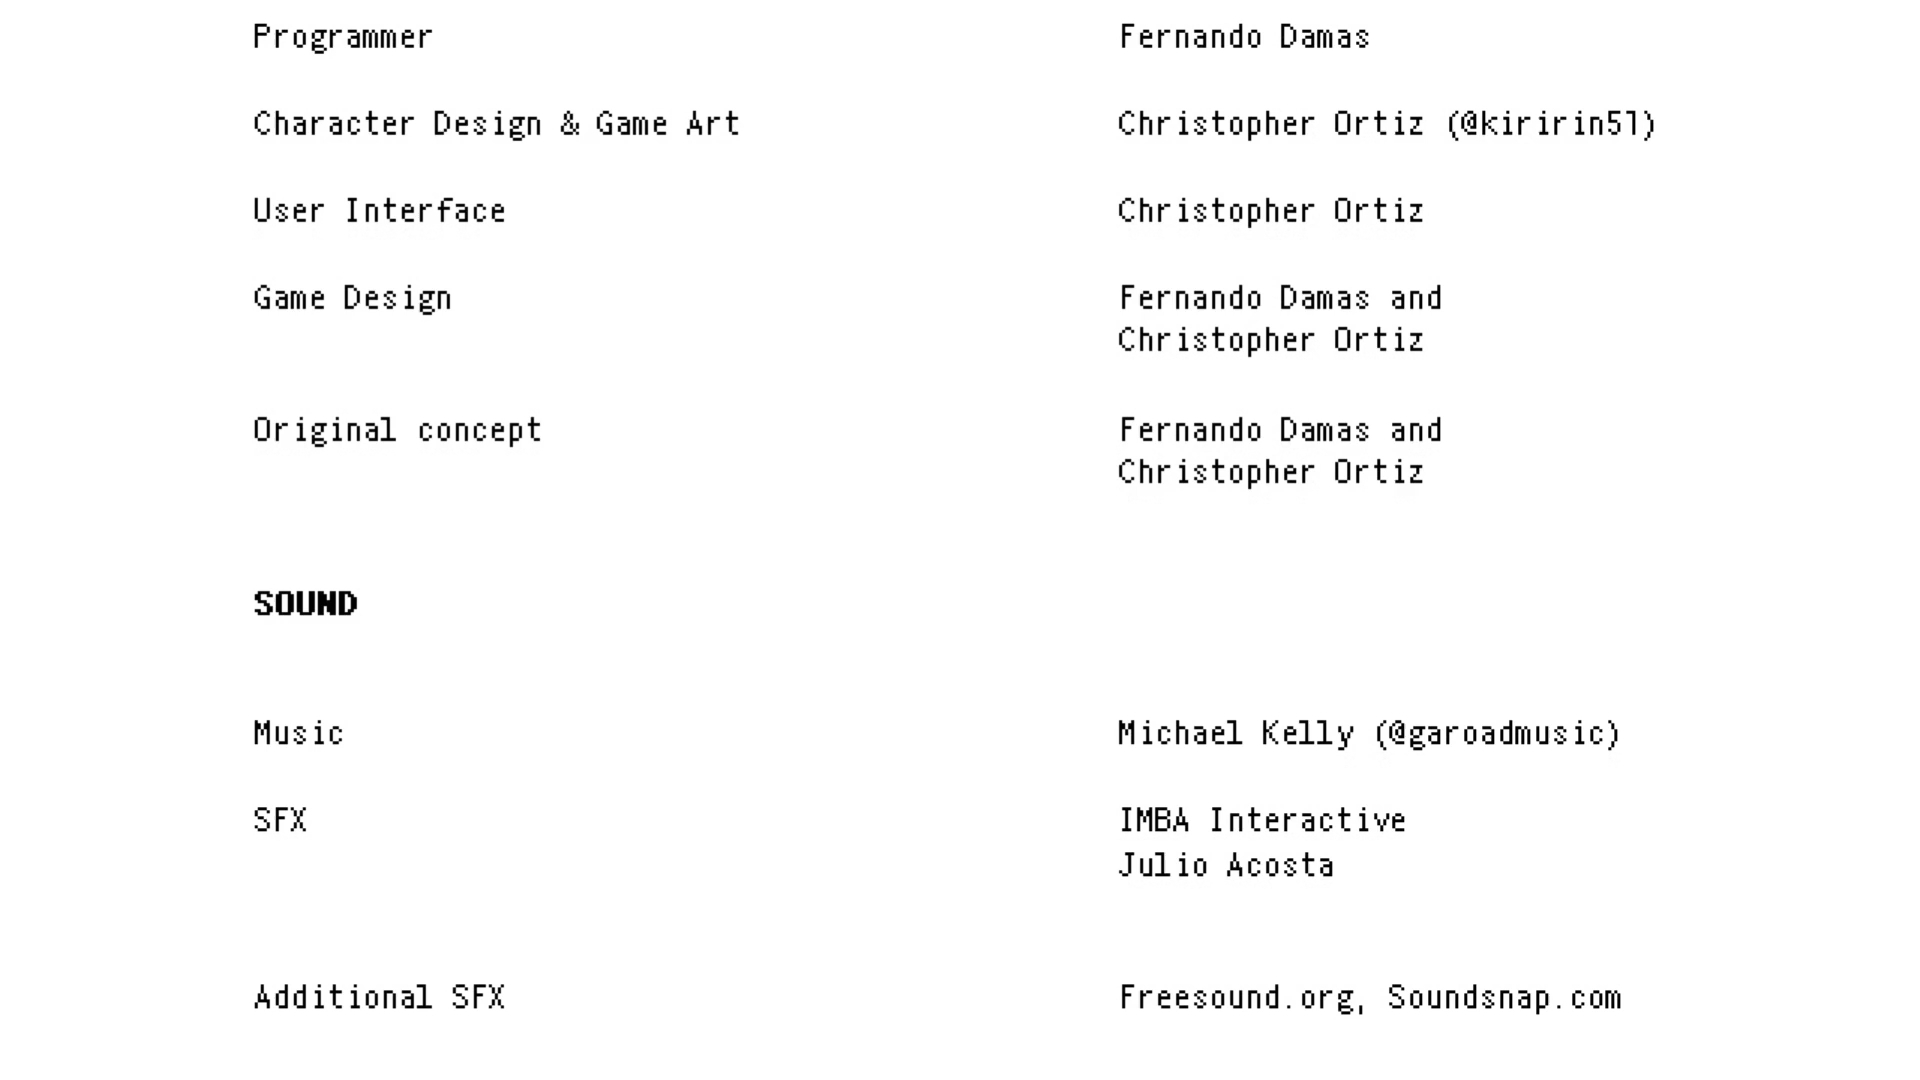 Programmer Fernando Damas
Character Design & Game Art Christopher Ortiz (@kiririn51)
User Interface Christopher Ortiz
Game Design Fernando Damas and
Christopher Ortiz
Original concept Fernando Damas and
Christopher Ortiz
SOUND
Music Michael Kelly (@garoadmusic)
SFX IMBA Interactive
Julio Acosta
Additional SFX Freesound.org, Soundsnap.com